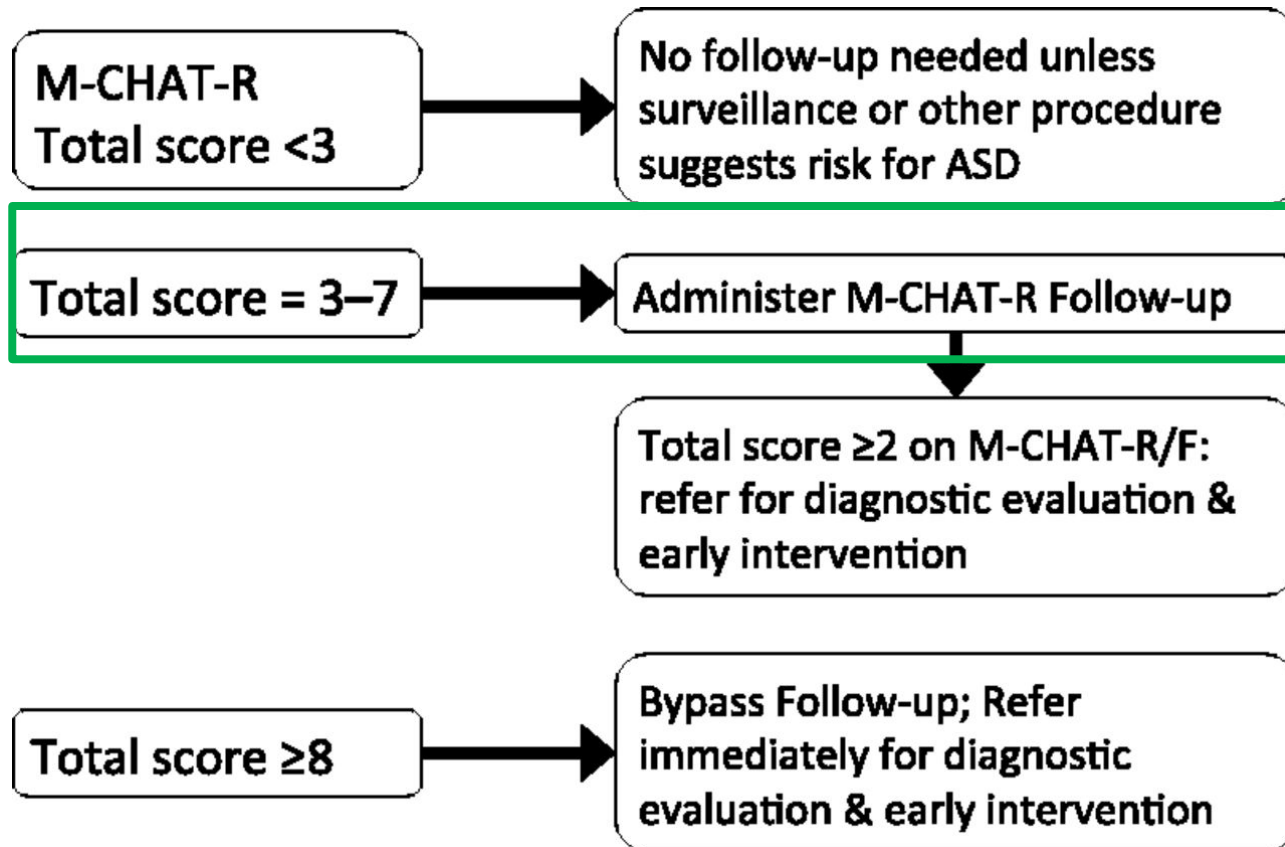 M-CHAT-R
Total score <3
No follow-up needed unless
surveillance or other procedure
suggests risk for ASD
Total score = 3–7
Administer M-CHAT-R Follow-up
Total score ≥2 on M-CHAT-R/F:
refer for diagnostic evaluation &
early intervention
Total score ≥8
Bypass Follow-up; Refer
immediately for diagnostic
evaluation & early intervention